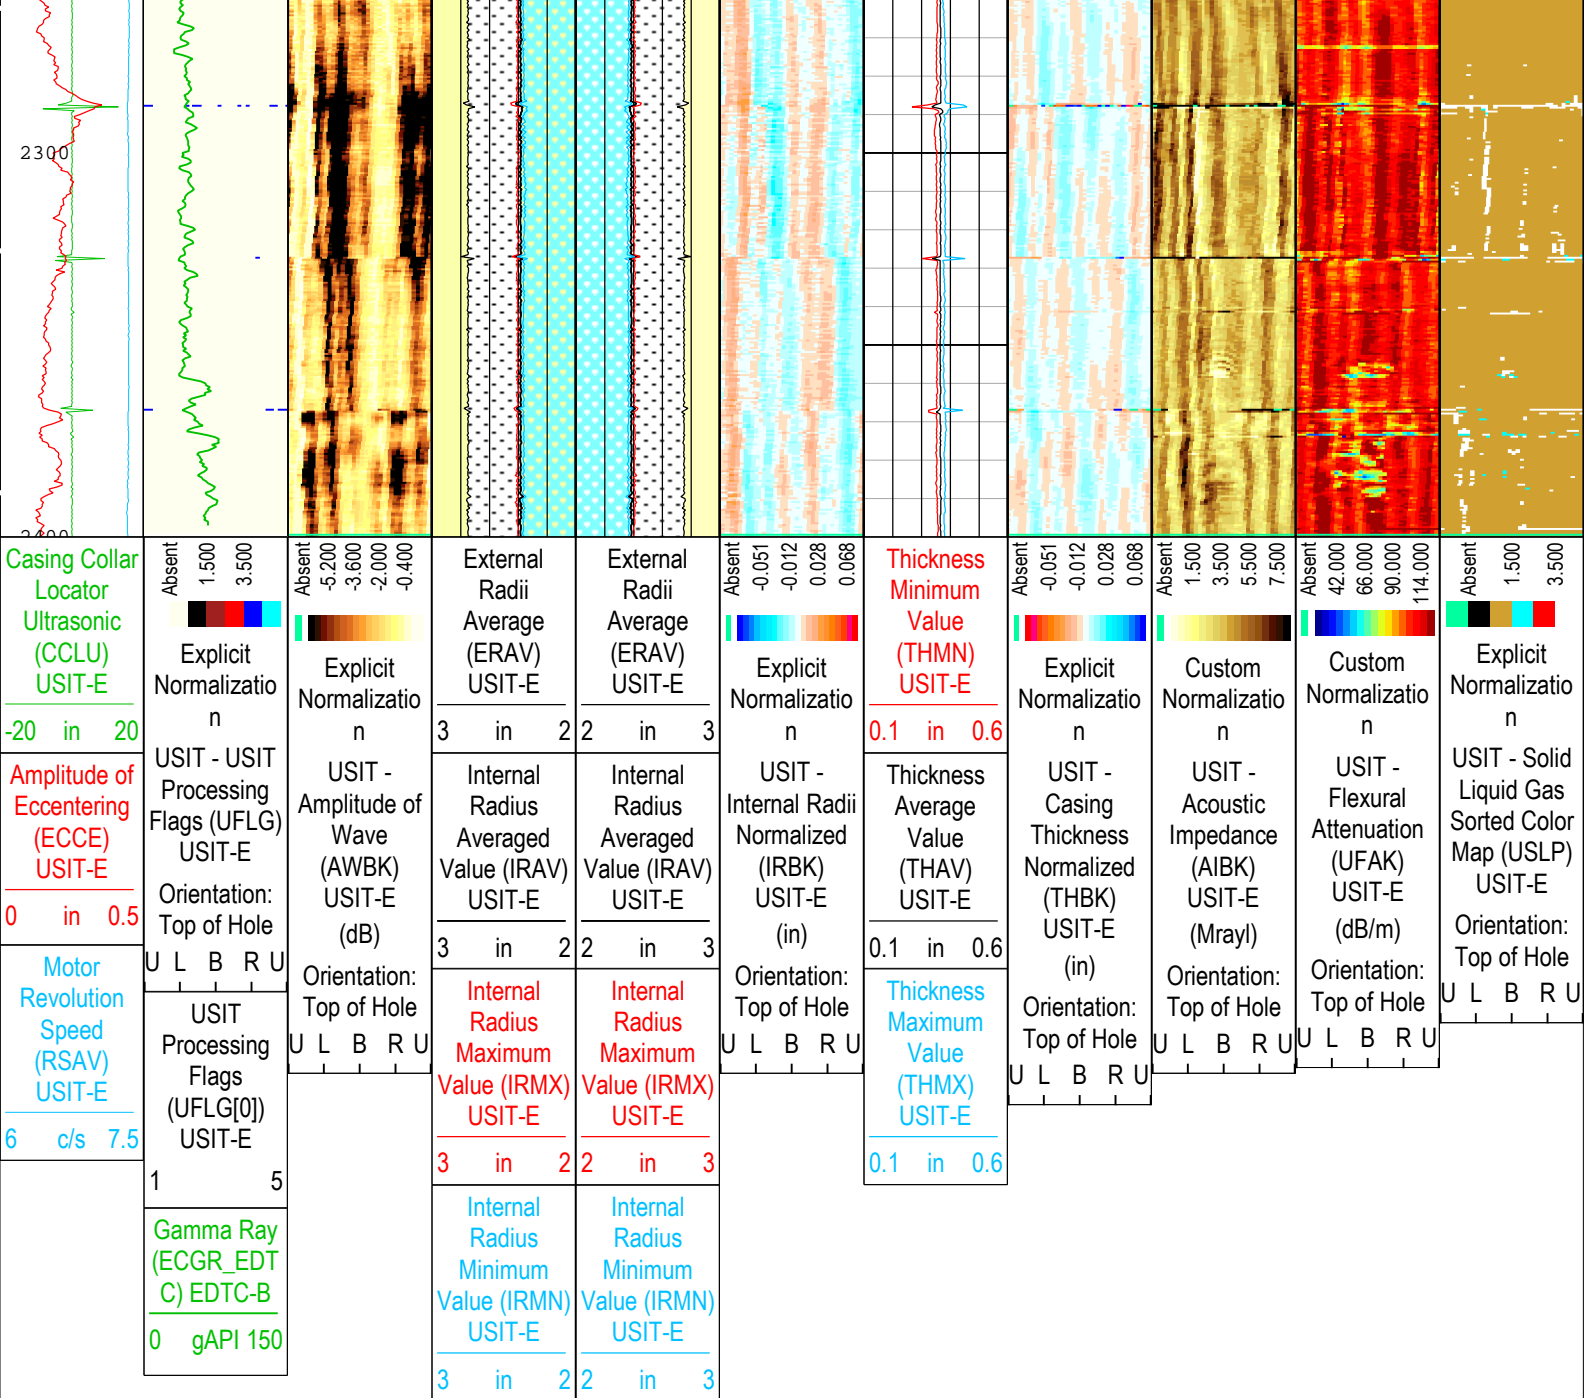 2300
Casing Collar
Locator
Ultrasonic
(CCLU)
USIT-E
-20 in 20
Amplitude of
Eccentering
(ECCE)
USIT-E
0 in 0.5
Motor
Revolution
Speed
(RSAV)
USIT-E
6 c/s 7.5
Absent
1.500
3.500
Explicit
Normalizatio
n
USIT - USIT
Processing
Flags (UFLG)
USIT-E
Orientation:
Top of Hole
U L B R U
USIT
Processing
Flags
(UFLG[0])
USIT-E
1 5
Gamma Ray
(ECGR_EDT
C) EDTC-B
0 gAPI 150
Absent
-5.200
-3.600
-2.000
-0.400
Explicit
Normalizatio
n
USIT -
Amplitude of
Wave
(AWBK)
USIT-E
(dB)
Orientation:
Top of Hole
U L B R U
External
Radii
Average
(ERAV)
USIT-E
3 in 2
Internal
Radius
Averaged
Value (IRAV)
USIT-E
3 in 2
Internal
Radius
Maximum
Value (IRMX)
USIT-E
3 in 2
Internal
Radius
Minimum
Value (IRMN)
USIT-E
3 in 2
External
Radii
Average
(ERAV)
USIT-E
2 in 3
Internal
Radius
Averaged
Value (IRAV)
USIT-E
2 in 3
Internal
Radius
Maximum
Value (IRMX)
USIT-E
2 in 3
Internal
Radius
Minimum
Value (IRMN)
USIT-E
2 in 3
Absent
-0.051
-0.012
0.028
0.068
Explicit
Normalizatio
n
USIT -
Internal Radii
Normalized
(IRBK)
USIT-E
(in)
Orientation:
Top of Hole
U L B R U
Thickness
Minimum
Value
(THMN)
USIT-E
0.1 in 0.6
Thickness
Average
Value
(THAV)
USIT-E
0.1 in 0.6
Thickness
Maximum
Value
(THMX)
USIT-E
0.1 in 0.6
Absent
-0.051
-0.012
0.028
0.068
Explicit
Normalizatio
n
USIT -
Casing
Thickness
Normalized
(THBK)
USIT-E
(in)
Orientation:
Top of Hole
U L B R U
Absent
1.500
3.500
5.500
7.500
Custom
Normalizatio
n
USIT -
Acoustic
Impedance
(AIBK)
USIT-E
(Mrayl)
Orientation:
Top of Hole
U L B R U
Absent
42.000
66.000
90.000
114.000
Custom
Normalizatio
n
USIT -
Flexural
Attenuation
(UFAK)
USIT-E
(dB/m)
Orientation:
Top of Hole
U L B R U
Absent
1.500
3.500
Explicit
Normalizatio
n
USIT - Solid
Liquid Gas
Sorted Color
Map (USLP)
USIT-E
Orientation:
Top of Hole
U L B R U